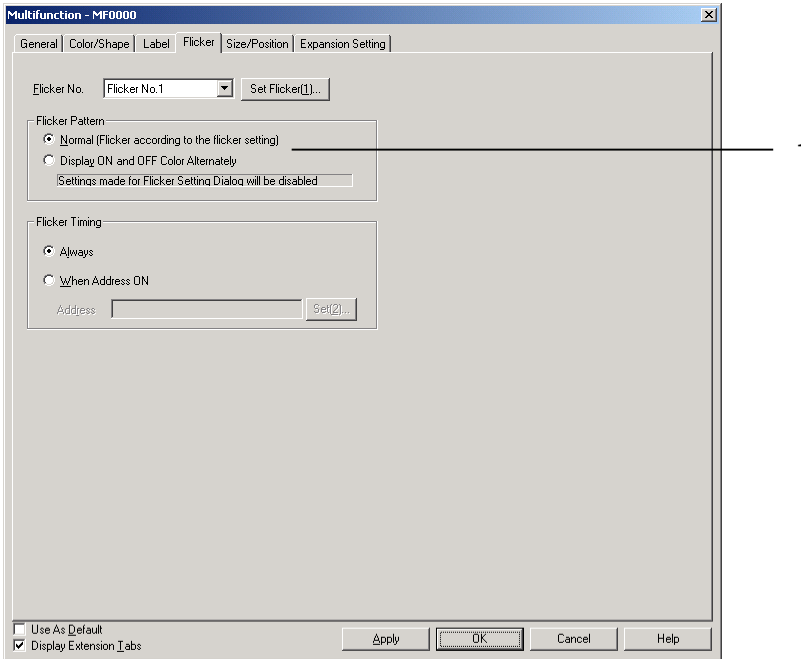 Multifunction - MF0000
General Color/Shape Label Flicker Size/Position Expansion Setting
Flicker No. Flicker No.1 Set Flicker(1)...
Flicker Pattern
Normal (Flicker according to the flicker setting)
Display ON and OFF Color Alternately
Settings made for Flicker Setting Dialog will be disabled
Flicker Timing
Always
When Address ON
Address Set(2)...
Use As Default
Display Extension Tabs
Apply OK Cancel Help